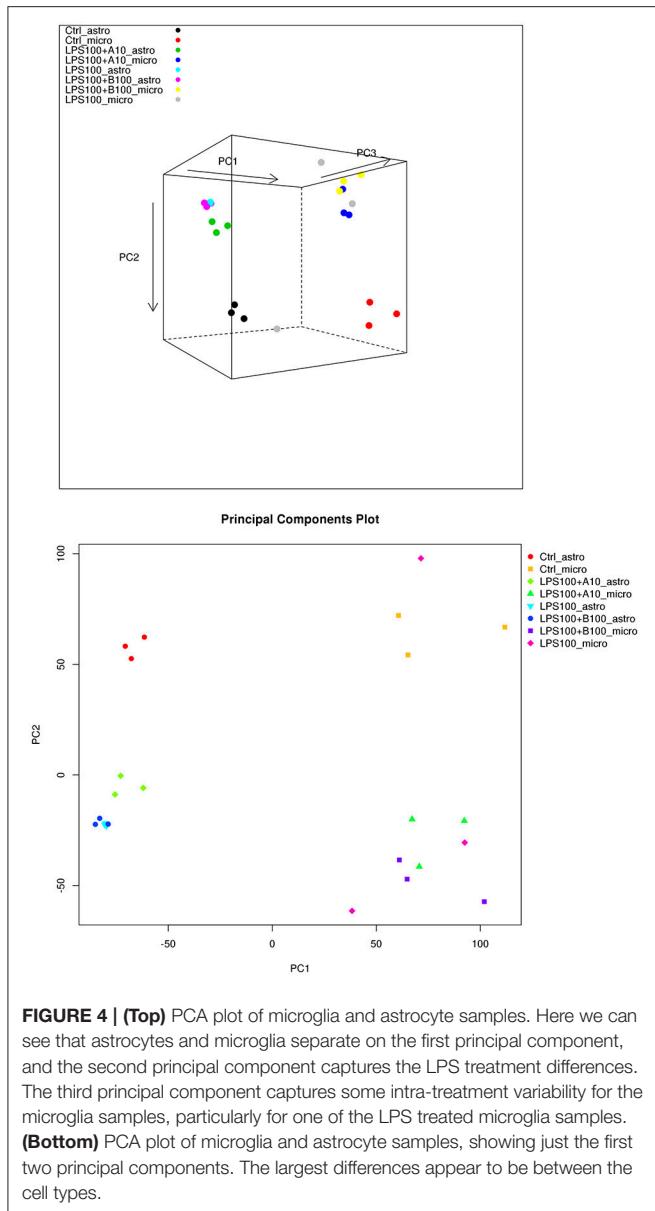 Ctrl_astro
Ctrl_micro
LPS100+A10_astro
LPS100+A10_micro
LPS100_astro
LPS100+B100_astro
LPS100+B100_micro
LPS100_micro
PC1
PC3
PC2
Principal Components Plot
100
50
0
-50
PC2
-50
0
50
100
PC1
Ctrl_astro
Ctrl_micro
LPS100+A10_astro
LPS100+A10_micro
LPS100_astro
LPS100+B100_astro
LPS100+B100_micro
LPS100_micro
FIGURE 4 | (Top) PCA plot of microglia and astrocyte samples. Here we can
see that astrocytes and microglia separate on the first principal component,
and the second principal component captures the LPS treatment differences.
The third principal component captures some intra-treatment variability for the
microglia samples, particularly for one of the LPS treated microglia samples.
(Bottom) PCA plot of microglia and astrocyte samples, showing just the first
two principal components. The largest differences appear to be between the
cell types.